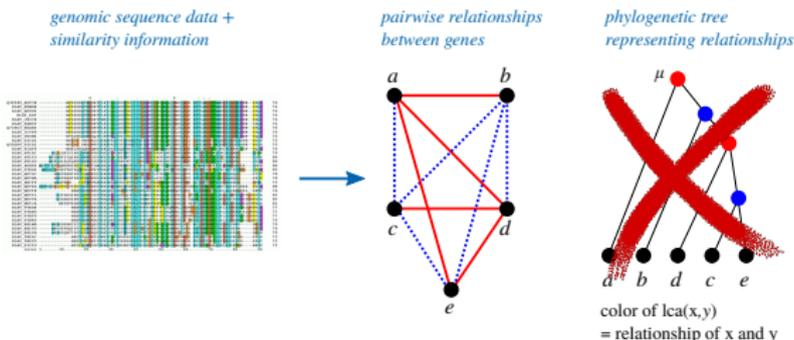 genomic sequence data +
similarity information
pairwise relationships
between genes
phylogenetic tree
representing relationships
a
b
c
d
e
μ
a b d c e
color of lca(x,y)
= relationship of x and y